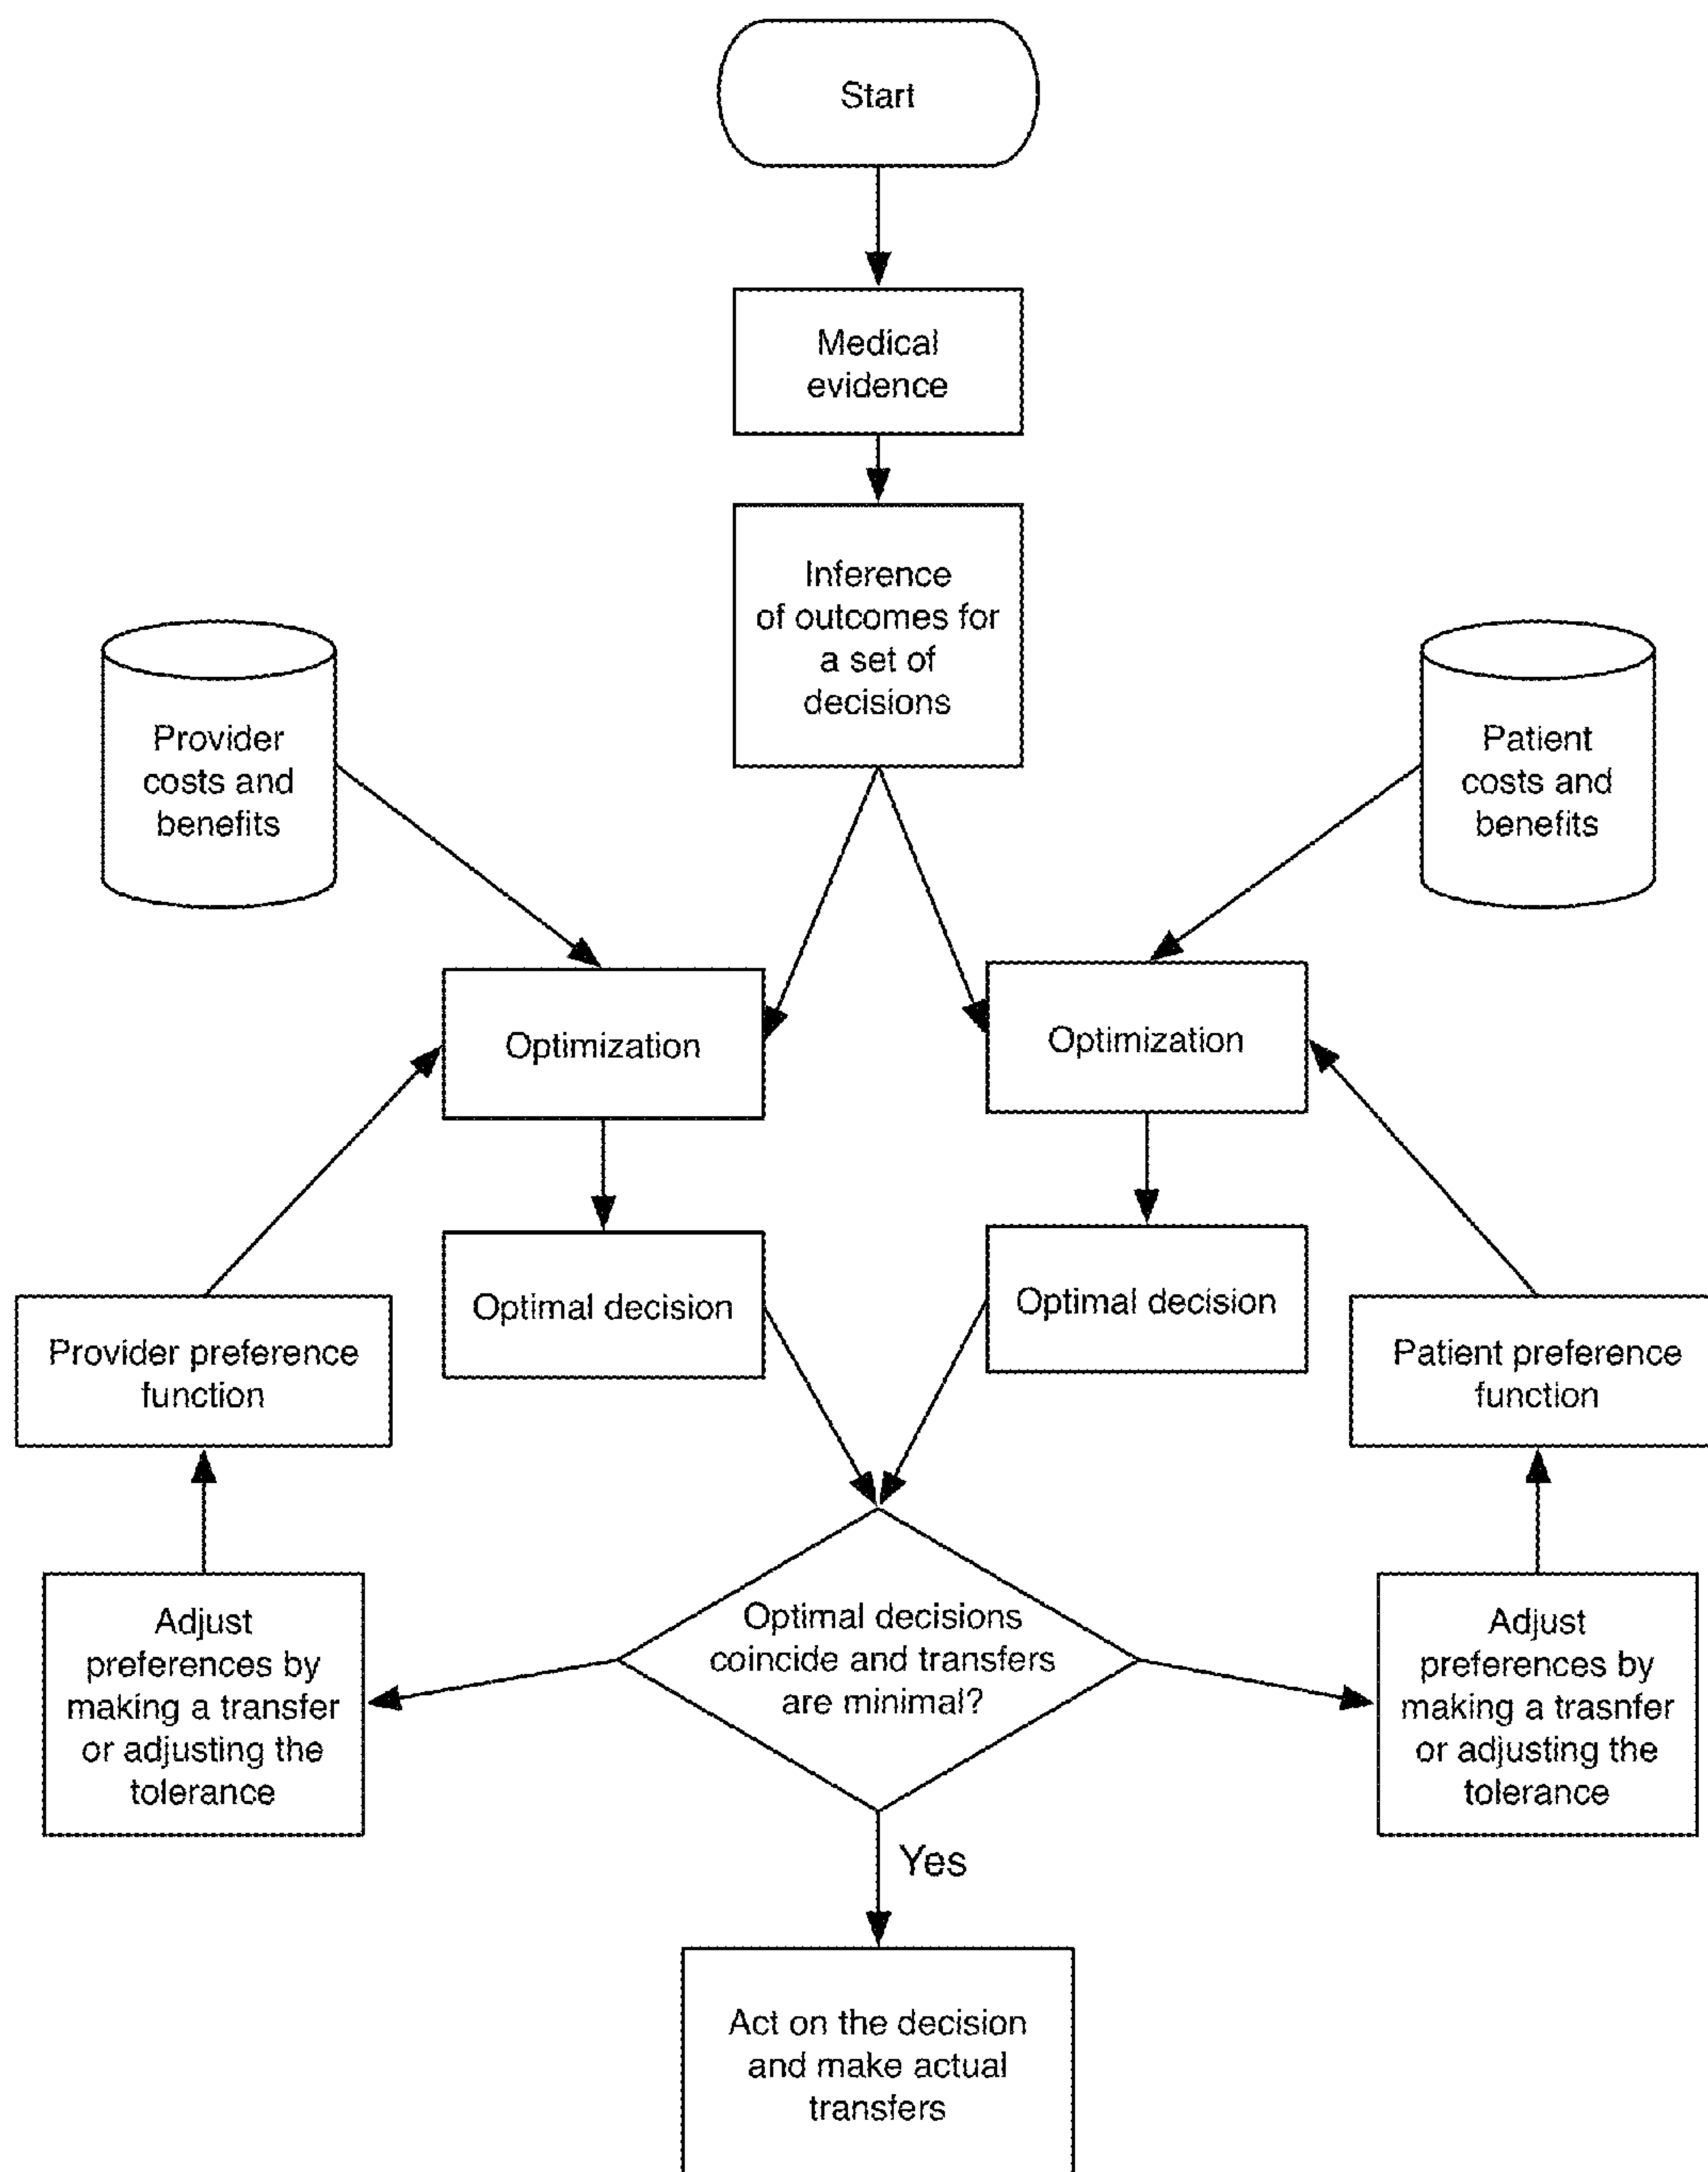 Start
Medical
evidence
Inference
of outcomes for
a set of
decisions
Provider
costs and
benefits
Patient
costs and
benefits
Optimization
Optimization
Optimal decision
Optimal decision
Provider preference
function
Patient preference
function
Adjust
preferences by
making a transfer
or adjusting the
tolerance
Optimal decisions
coincide and transfers
are minimal?
Adjust
preferences by
making a trasnfer
or adjusting the
tolerance
Yes
Act on the decision
and make actual
transfers